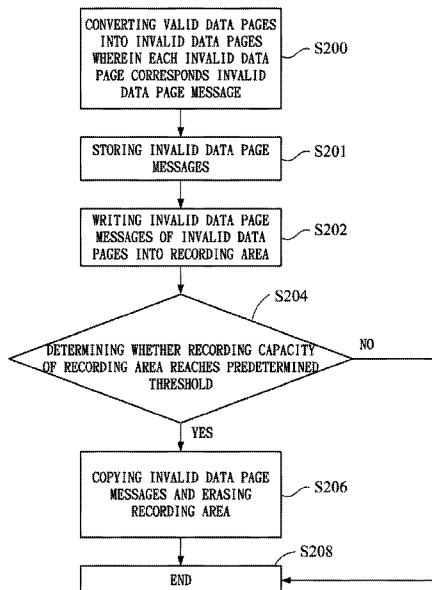 CONVERTING VALID DATA PAGES
INTO INVALID DATA PAGES
WHEREIN EACH INVALID DATA
PAGE CORRESPONDS INVALID
DATA PAGE MESSAGE
S200
STORING INVALID DATA PAGE
MESSAGES
S201
WRITING INVALID DATA PAGE
MESSAGES OF INVALID DATA
PAGES INTO RECORDING AREA
S202
S204
DETERMINING WHETHER RECORDING CAPACITY
OF RECORDING AREA REACHES PREDETERMINED
THRESHOLD
NO
YES
COPYING INVALID DATA PAGE
MESSAGES AND ERASING
RECORDING AREA
S206
S208
END